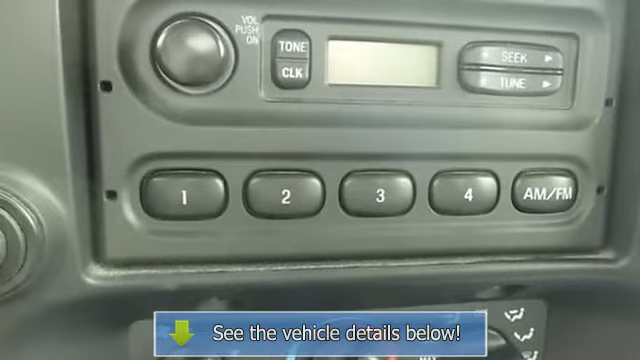 VOL
PUSH
ON
TONE
CLK
SEEK
TUNE
1
2
3
4
AM/FM
See the vehicle details below!